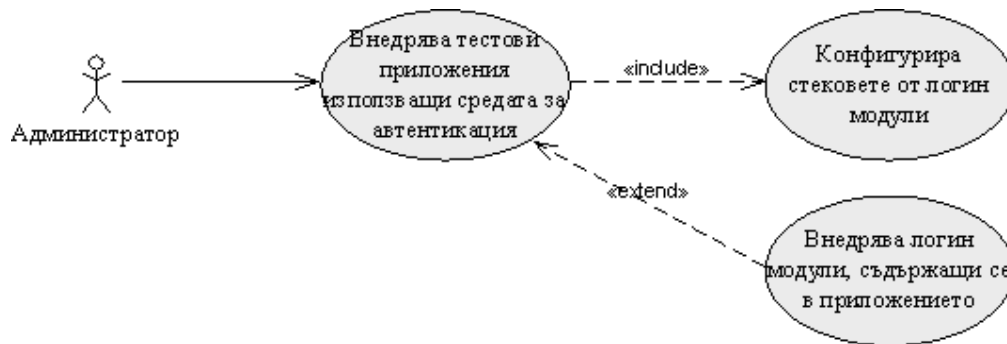 Администратор
Внедрява тестови
приложения
използващи средата за
автентикация
«include»
Конфигурира
стековете от логин
модули
«extend»
Внедрява логин
модули, съдържащи се
в приложението